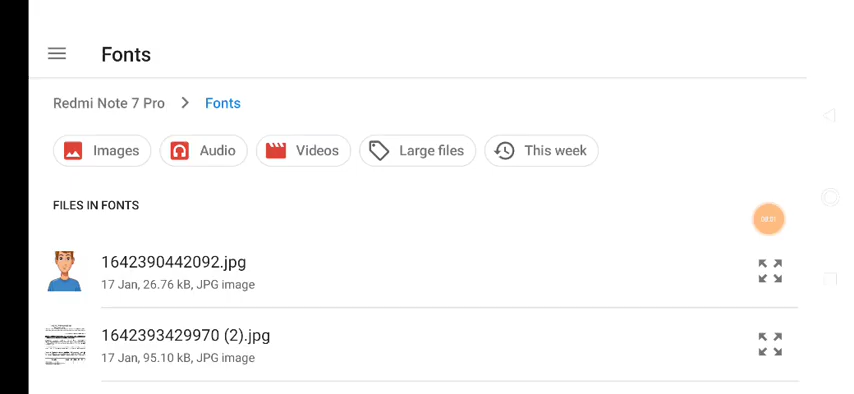 Fonts
Redmi Note 7 Pro > Fonts
Images Audio Videos Large files This week
FILES IN FONTS
1642390442092.jpg
17 Jan, 26.76 kB, JPG image
1642393429970 (2).jpg
17 Jan, 95.10 kB, JPG image